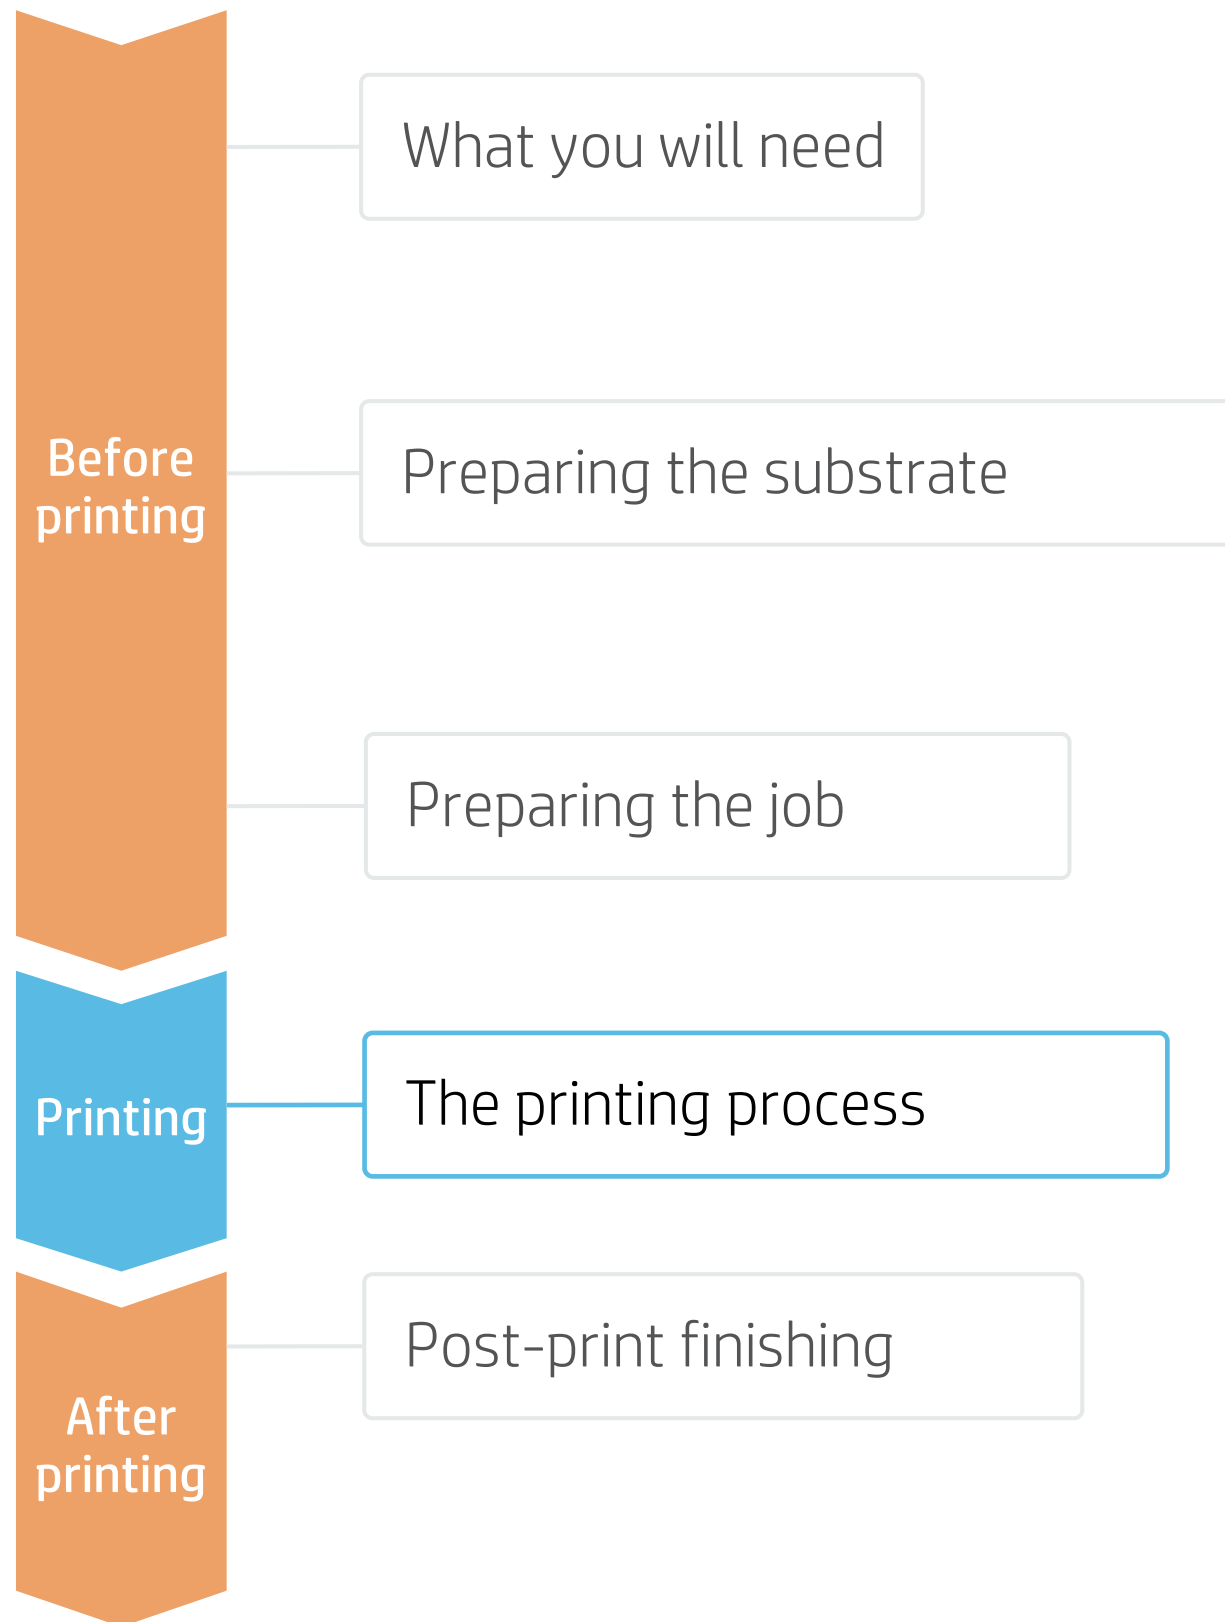 What you will need
Before
printing
Preparing the substrate
Preparing the job
Printing
The printing process
Post-print finishing
After
printing